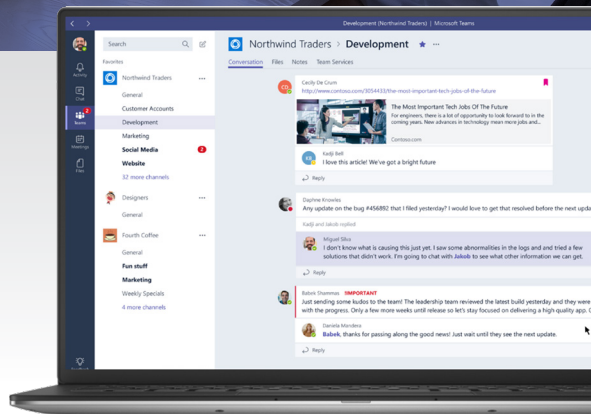 Development (Northwind Traders) | Microsoft Teams
Search
Northwind Traders > Development
Activity
Chat
2
Teams
Meetings
Files
Favorites
Northwind Traders
General
Customer Accounts
Development
Marketing
Social Media 2
Website
32 more channels
Designers
General
Fourth Coffee
General
Fun stuff
Marketing
Weekly Specials
4 more channels
Conversation Files Notes Team Services
CD
Cecily De Crum
http://www.contoso.com/3054433/the-most-important-tech-jobs-of-the-future
The Most Important Tech Jobs Of The Future
For engineers, there is a lot of opportunity to look forward to in the
coming years. New advances in technology mean more jobs and...
Contoso.com
Kadji Bell
I love this article! We've got a bright future
Reply
Daphne Knowles
Any update on the bug #456892 that I filed yesterday? I would love to get that resolved before the next upda
Kadji and Jakob replied
Miguel Silva
I don't know what is causing this just yet. I saw some abnormalities in the logs and and tried a few
solutions that didn't work. I'm going to chat with Jakob to see what other information we can get.
Reply
Babek Shammas !IMPORTANT
Just sending some kudos to the team! The leadership team reviewed the latest build yesterday and they were
with the progress. Only a few more weeks until release so let's stay focused on delivering a high quality app.
Daniela Mandera
Babek, thanks for passing along the good news! Just wait until they see the next update.
Reply